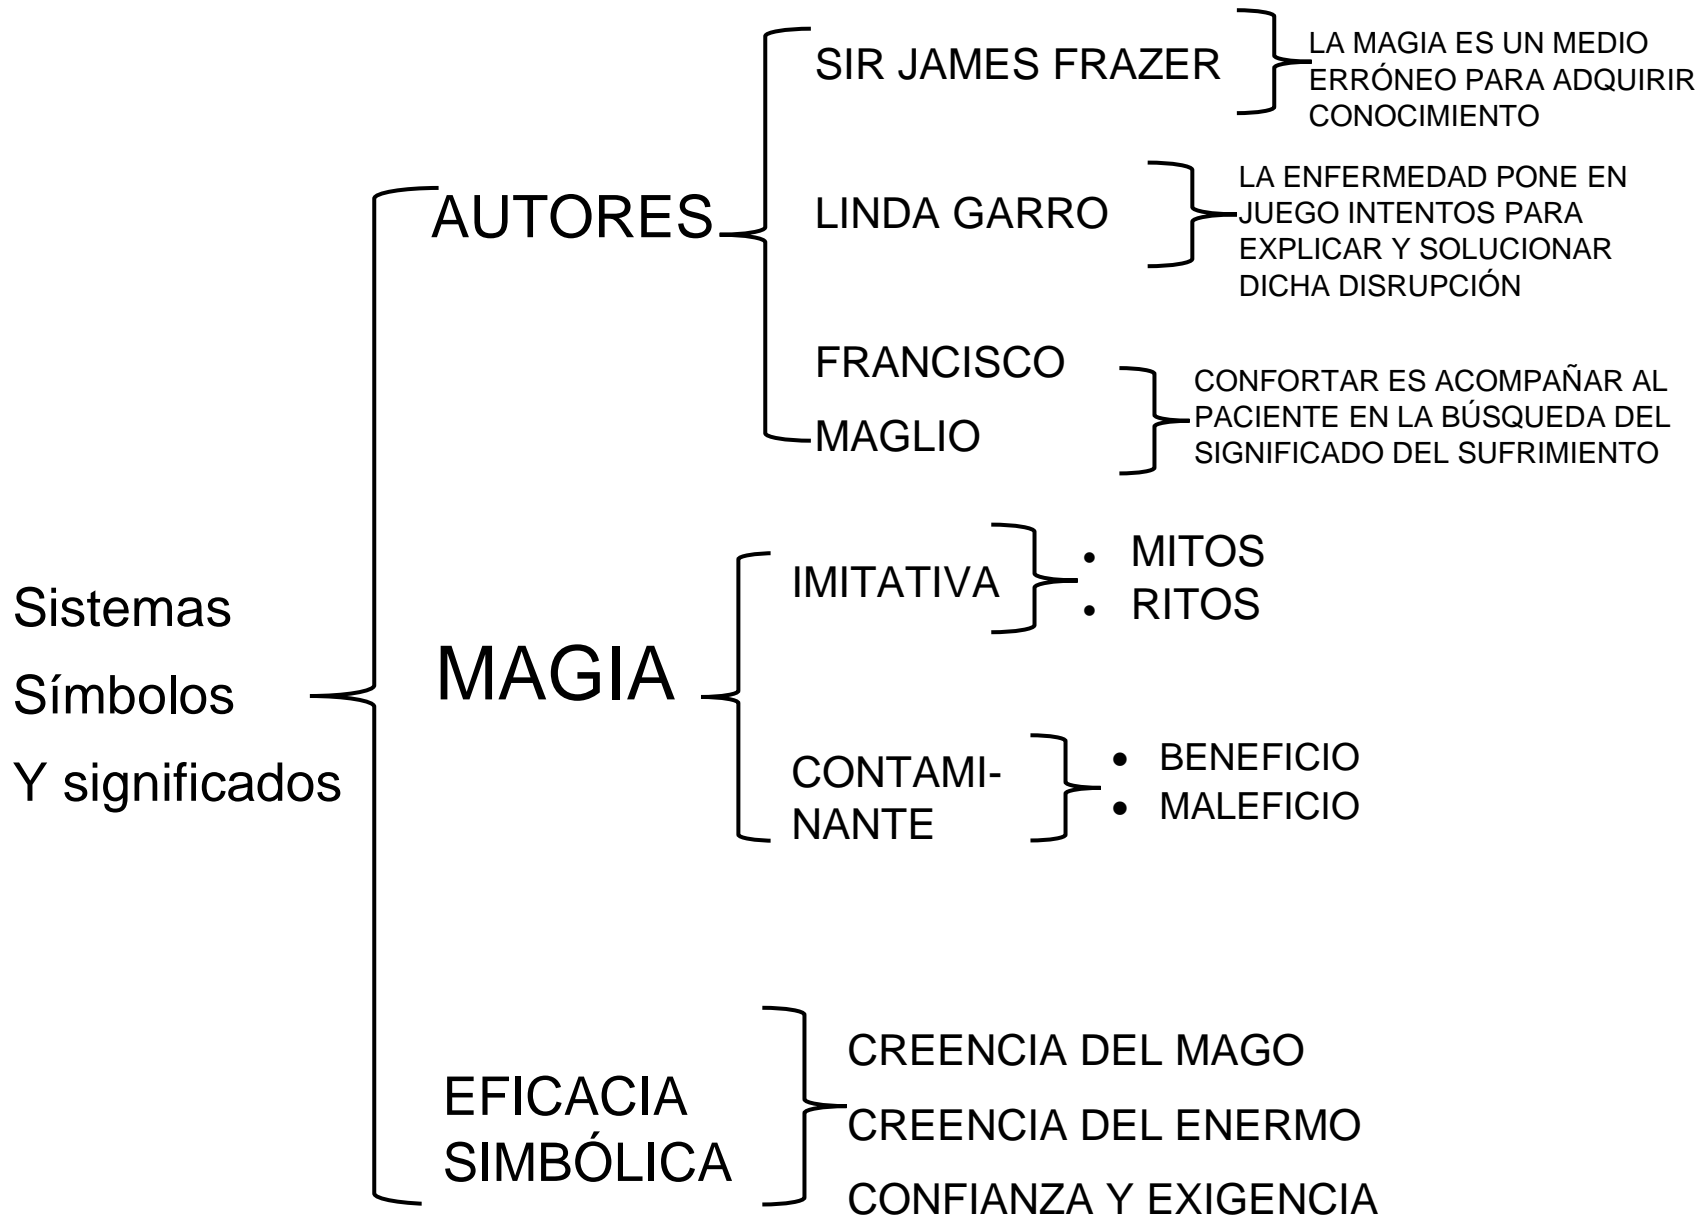 Sistemas
Símbolos
Y significados
AUTORES
SIR JAMES FRAZER
LA MAGIA ES UN MEDIO
ERRÓNEO PARA ADQUIRIR
CONOCIMIENTO
LINDA GARRO
LA ENFERMEDAD PONE EN
JUEGO INTENTOS PARA
EXPLICAR Y SOLUCIONAR
DICHA DISRUPCIÓN
FRANCISCO
MAGLIO
CONFORTAR ES ACOMPAÑAR AL
PACIENTE EN LA BÚSQUEDA DEL
SIGNIFICADO DEL SUFRIMIENTO
MAGIA
IMITATIVA
• MITOS
• RITOS
CONTAMI-
NANTE
• BENEFICIO
• MALEFICIO
EFICACIA
SIMBÓLICA
CREENCIA DEL MAGO
CREENCIA DEL ENERMO
CONFIANZA Y EXIGENCIA